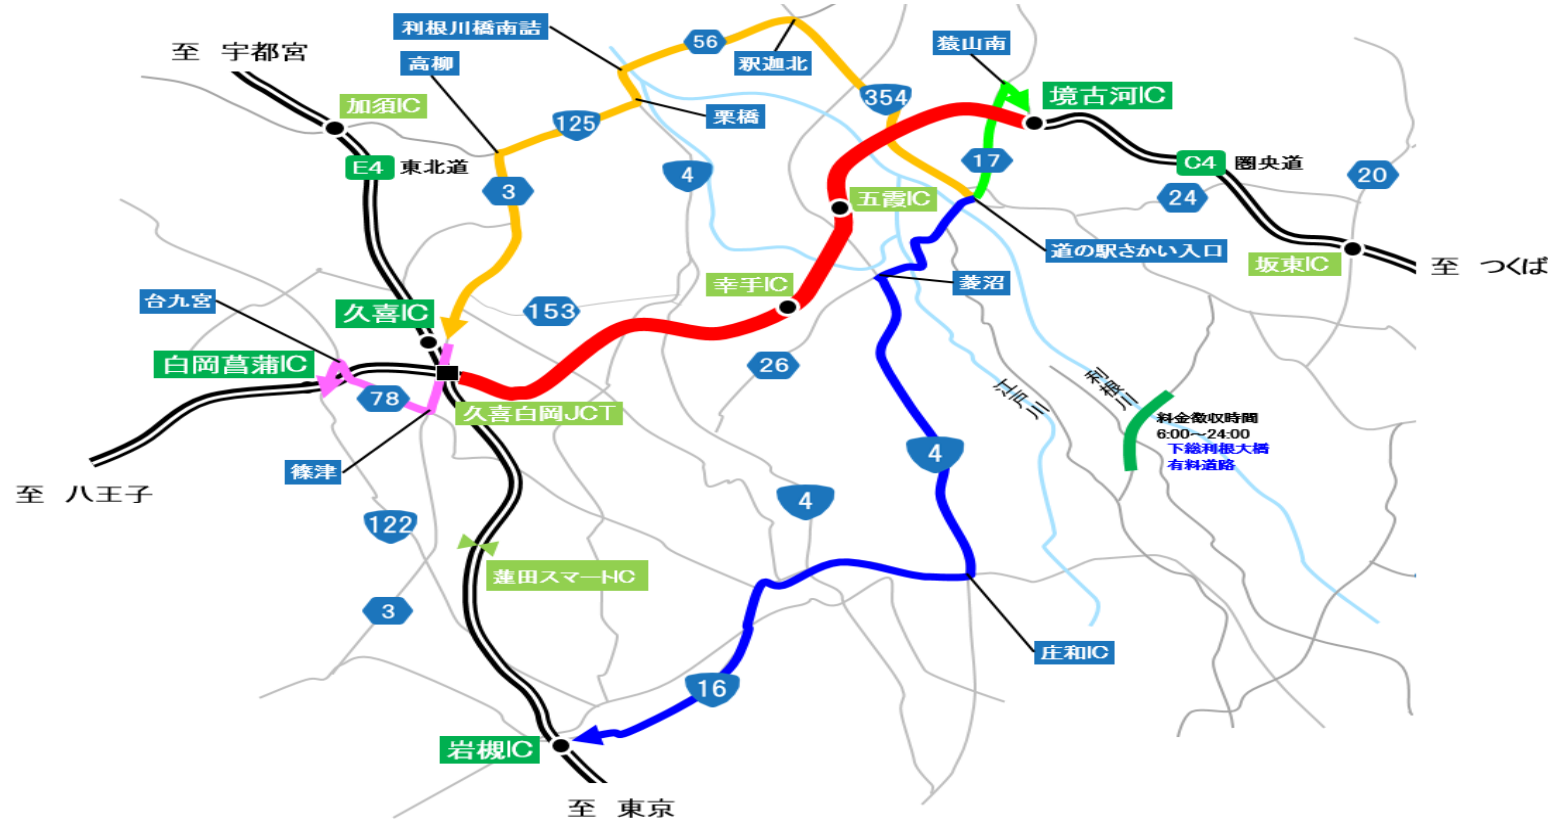 利根川橋南詰
56
釈迦北
猿山南
至 宇都宮
高柳
加須IC
354
境古河IC
栗橋
125
E4 東北道
3
4
17
C4 圏央道
20
24
五霞IC
道の駅さかい入口
坂東IC
至 つくば
幸手IC
菱沼
台九宮
久喜IC
153
白岡菖蒲IC
26
78
久喜白岡JCT
江戸川
利根川
料金徴収時間
6:00～24:00
下総利根大橋
有料道路
篠津
4
至 八王子
4
122
蓮田スマートIC
3
庄和IC
16
岩槻IC
至 東京